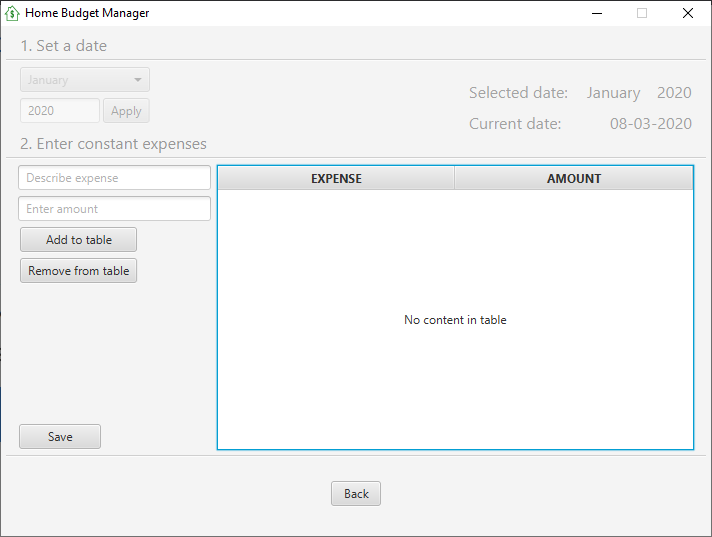 Home Budget Manager
1. Set a date
January
2020 Apply
Selected date: January 2020
Current date: 08-03-2020
2. Enter constant expenses
Describe expense
Enter amount
Add to table
Remove from table
EXPENSE AMOUNT
No content in table
Save
Back